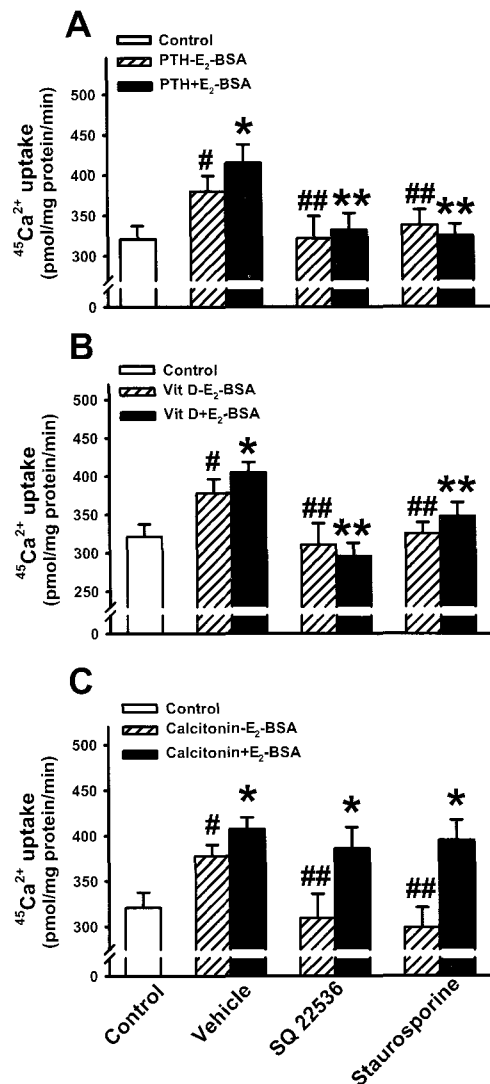 A
Control
PTH-E₂-BSA
PTH+E₂-BSA
⁴⁵Ca²⁺ uptake
(pmol/mg protein/min)
500
450
400
350
300
0
#
*
##
**
##
**
B
Control
Vit D-E₂-BSA
Vit D+E₂-BSA
⁴⁵Ca²⁺ uptake
(pmol/mg protein/min)
500
450
400
350
300
250
0
#
*
##
**
##
**
C
Control
Calcitonin-E₂-BSA
Calcitonin+E₂-BSA
⁴⁵Ca²⁺ uptake
(pmol/mg protein/min)
500
450
400
350
300
0
#
*
##
*
##
*
Control
Vehicle
SQ 22536
Staurosporine